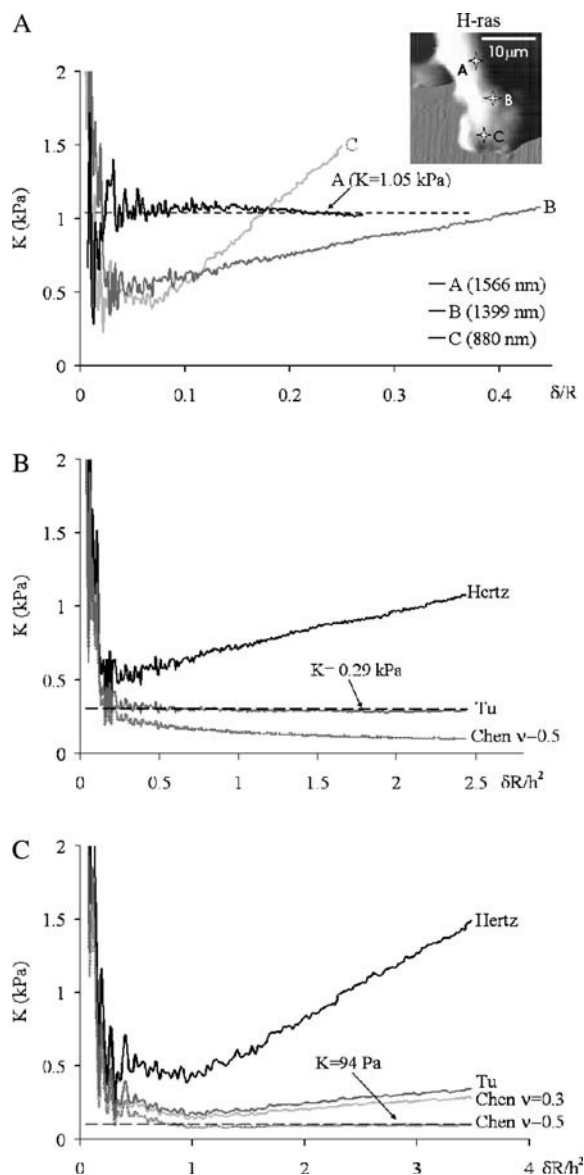 A
H-ras
10 μm
A
B
C
2
1.5
1
0.5
0
K (kPa)
C
A (K=1.05 kPa)
B
A (1566 nm)
B (1399 nm)
C (880 nm)
0 0.1 0.2 0.3 0.4 δ/R
B
2
1.5
1
0.5
0
K (kPa)
Hertz
K= 0.29 kPa
Tu
Chen ν=0.5
0 0.5 1 1.5 2 2.5 δR/h²
C
2
1.5
1
0.5
0
K (kPa)
Hertz
K=94 Pa
Tu
Chen ν=0.3
Chen ν=0.5
0 1 2 3 4 δR/h²